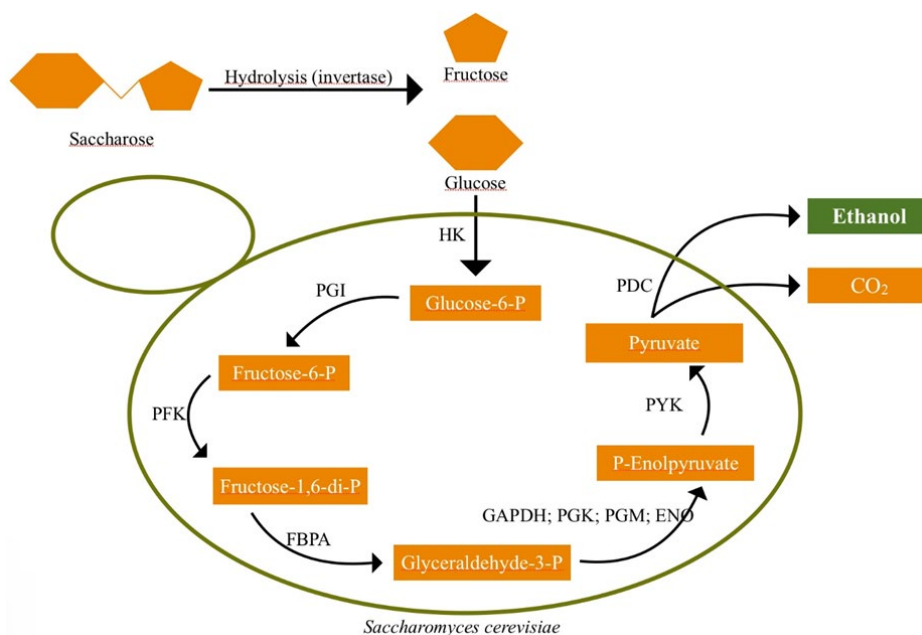 Hydrolysis (invertase)
Saccharose
Fructose
Glucose
HK
Glucose-6-P
PGI
Fructose-6-P
PFK
Fructose-1,6-di-P
FBPA
Glyceraldehyde-3-P
GAPDH; PGK; PGM; ENO
P-Enolpyruvate
PYK
Pyruvate
PDC
Ethanol
CO₂
Saccharomyces cerevisiae